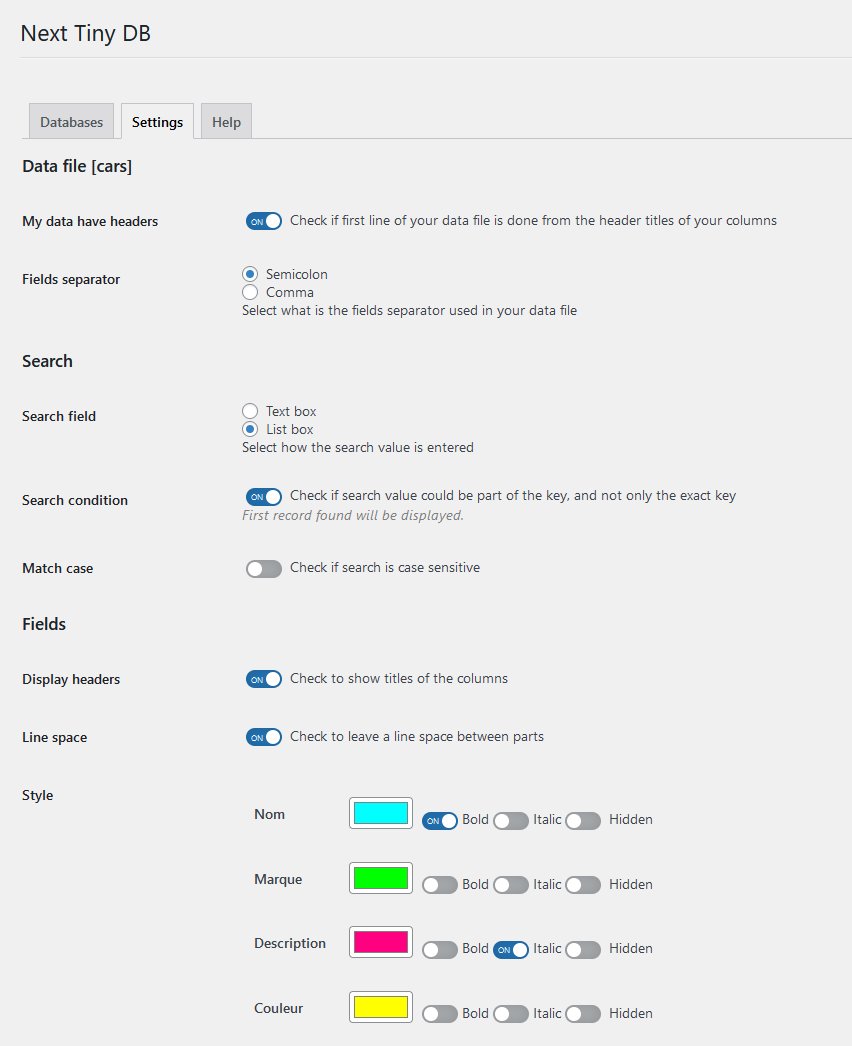 Next Tiny DB
Databases Settings Help
Data file [cars]
My data have headers ON Check if first line of your data file is done from the header titles of your columns
Fields separator Semicolon
Comma
Select what is the fields separator used in your data file
Search
Search field Text box
List box
Select how the search value is entered
Search condition ON Check if search value could be part of the key, and not only the exact key
First record found will be displayed.
Match case Check if search is case sensitive
Fields
Display headers ON Check to show titles of the columns
Line space ON Check to leave a line space between parts
Style
Nom ON Bold Italic Hidden
Marque Bold Italic Hidden
Description Bold ON Italic Hidden
Couleur Bold Italic Hidden